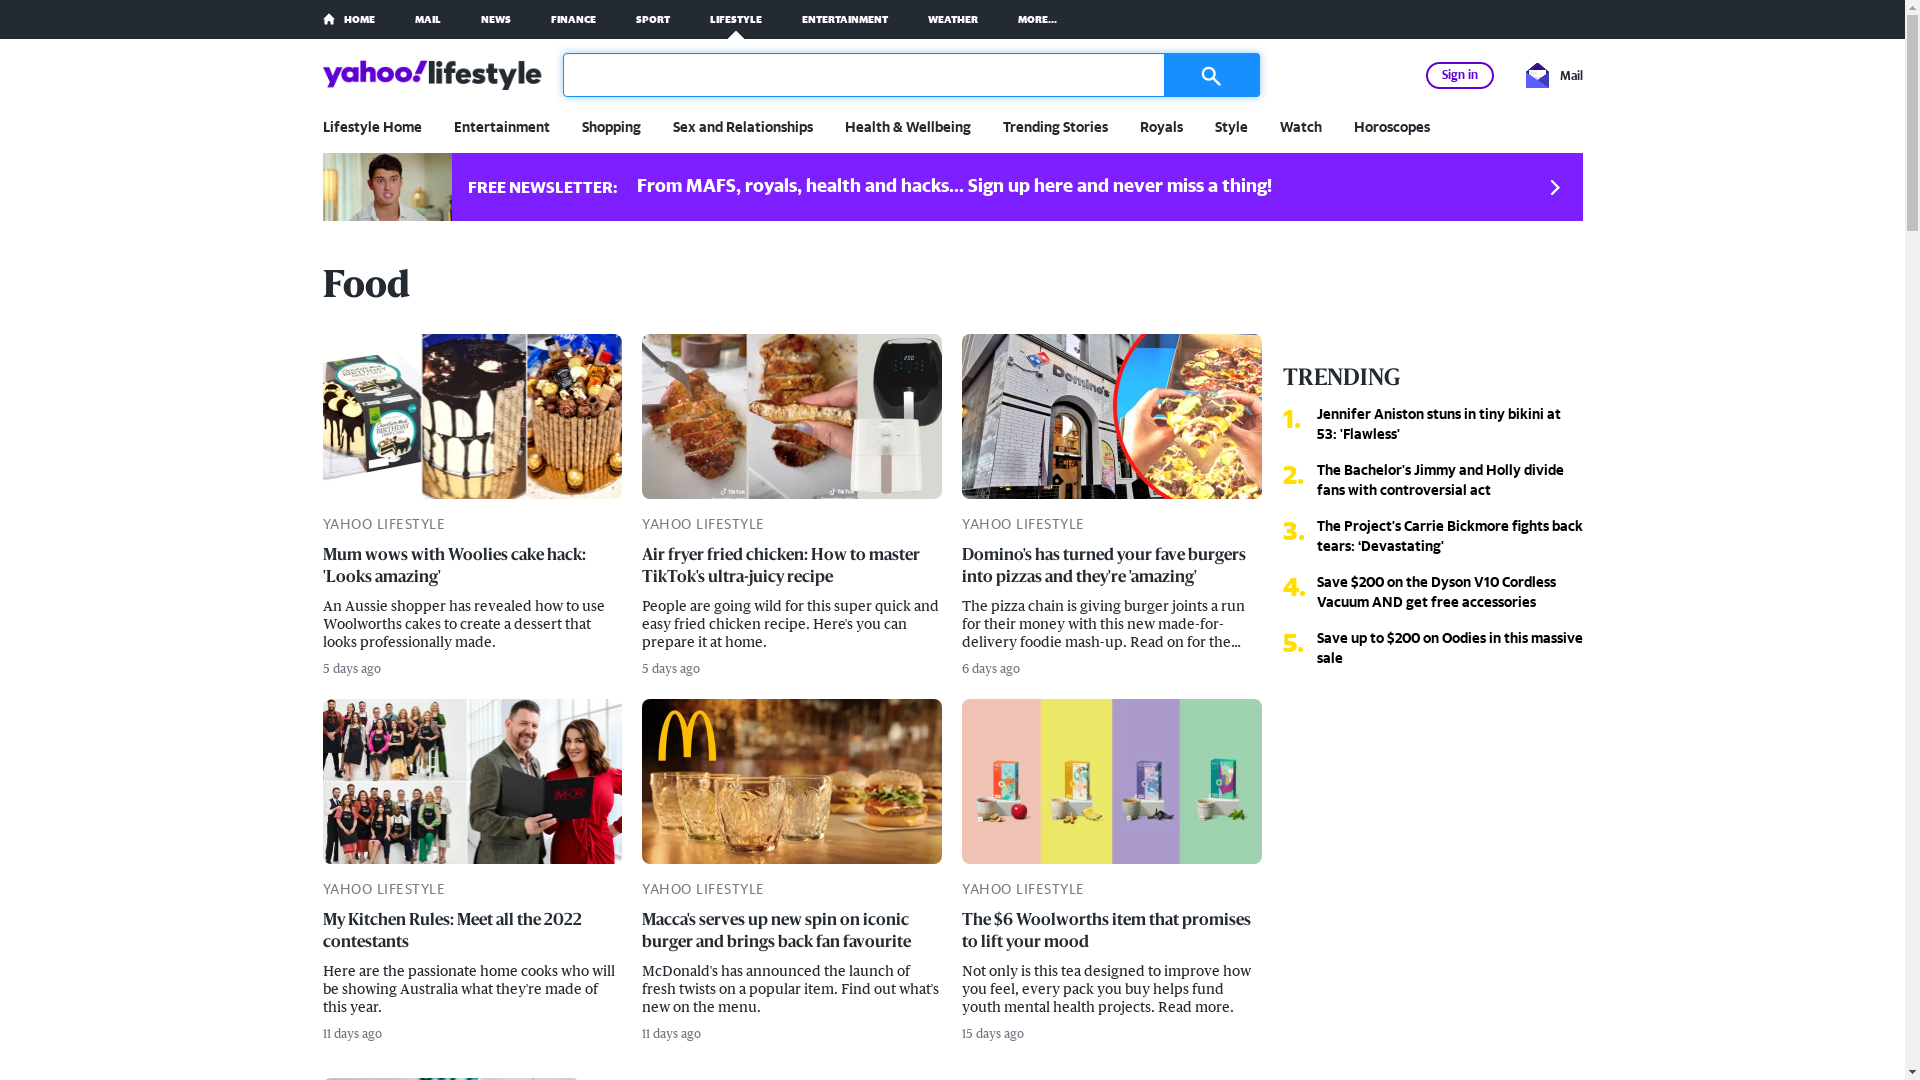 HOME
MAIL
NEWS
FINANCE
SPORT
LIFESTYLE
ENTERTAINMENT
WEATHER
MORE...
yahoo!lifestyle
Sign in
Mail
Lifestyle Home
Entertainment
Shopping
Sex and Relationships
Health & Wellbeing
Trending Stories
Royals
Style
Watch
Horoscopes
FREE NEWSLETTER:
From MAFS, royals, health and hacks... Sign up here and never miss a thing!
Food
YAHOO LIFESTYLE
Mum wows with Woolies cake hack:
'Looks amazing'
An Aussie shopper has revealed how to use
Woolworths cakes to create a dessert that
looks professionally made.
5 days ago
TikTok
TikTok
YAHOO LIFESTYLE
Air fryer fried chicken: How to master
TikTok's ultra-juicy recipe
People are going wild for this super quick and
easy fried chicken recipe. Here's you can
prepare it at home.
5 days ago
Domino's
YAHOO LIFESTYLE
Domino's has turned your fave burgers
into pizzas and they're 'amazing'
The pizza chain is giving burger joints a run
for their money with this new made-for-
delivery foodie mash-up. Read on for the...
6 days ago
MKR
YAHOO LIFESTYLE
My Kitchen Rules: Meet all the 2022
contestants
Here are the passionate home cooks who will
be showing Australia what they're made of
this year.
11 days ago
YAHOO LIFESTYLE
Macca's serves up new spin on iconic
burger and brings back fan favourite
McDonald's has announced the launch of
fresh twists on a popular item. Find out what's
new on the menu.
11 days ago
YAHOO LIFESTYLE
The $6 Woolworths item that promises
to lift your mood
Not only is this tea designed to improve how
you feel, every pack you buy helps fund
youth mental health projects. Read more.
15 days ago
TRENDING
1. Jennifer Aniston stuns in tiny bikini at
53: 'Flawless'
2. The Bachelor's Jimmy and Holly divide
fans with controversial act
3. The Project's Carrie Bickmore fights back
tears: ‘Devastating'
4. Save $200 on the Dyson V10 Cordless
Vacuum AND get free accessories
5. Save up to $200 on Oodies in this massive
sale